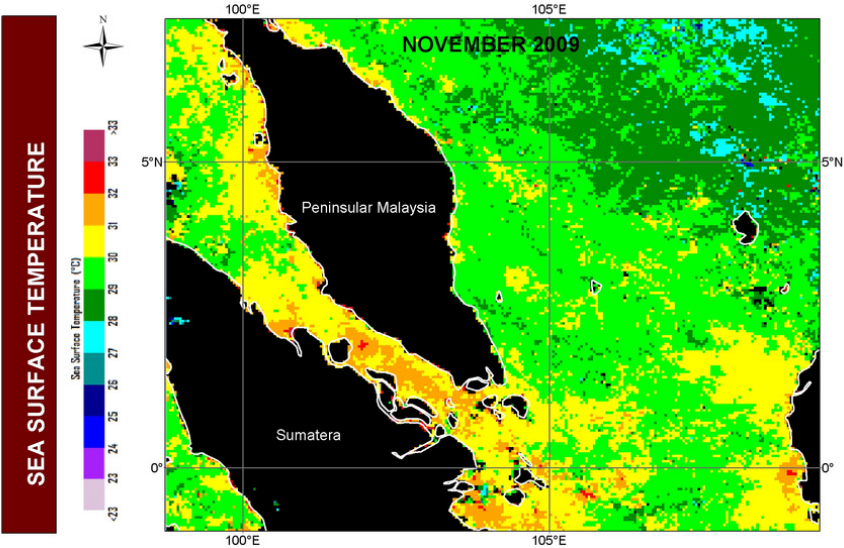 SEA SURFACE TEMPERATURE
N
Sea Surface Temperature (°C)
>33
33
32
31
30
29
28
27
26
25
24
23
<23
100°E
105°E
NOVEMBER 2009
5°N
5°N
Peninsular Malaysia
Sumatera
0°
0°
100°E
105°E